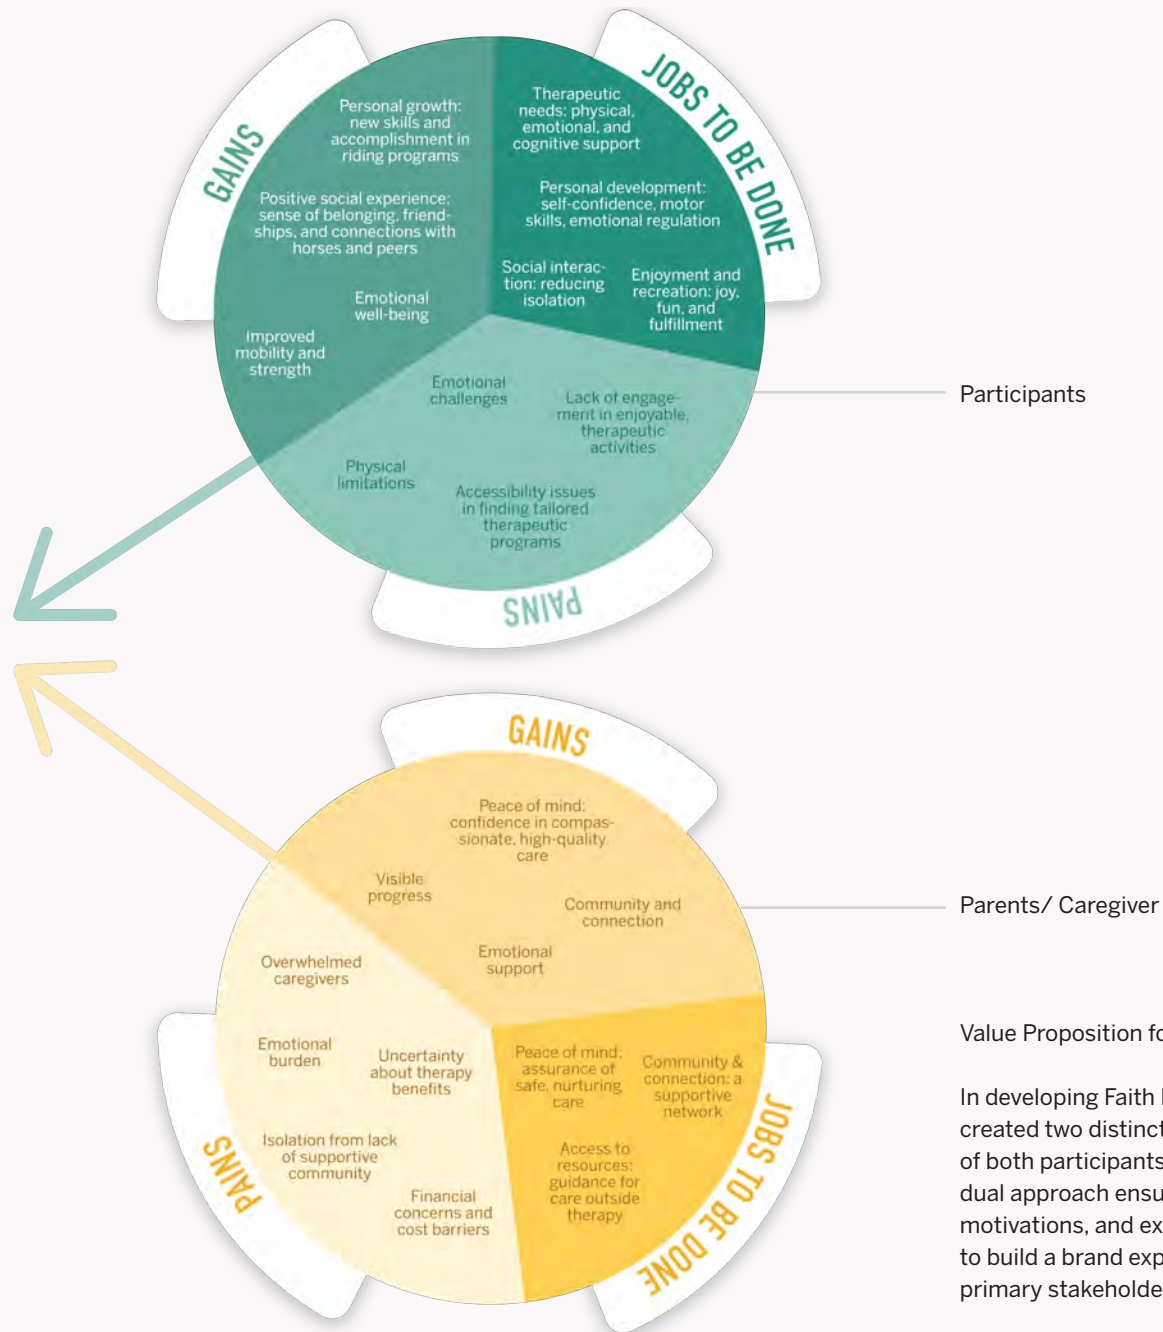 GAINS
Personal growth:
new skills and
accomplishment in
riding programs
Positive social experience:
sense of belonging, friend-
ships, and connections with
horses and peers
Emotional
well-being
Improved
mobility and
strength
JOBS TO BE DONE
Therapeutic
needs: physical,
emotional, and
cognitive support
Personal development:
self-confidence, motor
skills, emotional regulation
Social interac-
tion: reducing
isolation
Enjoyment and
recreation: joy,
fun, and
fulfillment
Emotional
challenges
Lack of engage-
ment in enjoyable,
therapeutic
activities
Physical
limitations
Accessibility issues
in finding tailored
therapeutic
programs
PAINS
Participants
GAINS
Peace of mind:
confidence in compas-
sionate, high-quality
care
Visible
progress
Community and
connection
Emotional
support
Parents/ Caregiver
Overwhelmed
caregivers
Emotional
burden
Uncertainty
about therapy
benefits
Isolation from lack
of supportive
community
Financial
concerns and
cost barriers
PAINS
Peace of mind:
assurance of
safe, nurturing
care
Community &
connection: a
supportive
network
Access to
resources:
guidance for
care outside
therapy
JOBS TO BE DONE
Value Proposition fo
In developing Faith
created two distinct
of both participants
dual approach ensu
motivations, and ex
to build a brand exp
primary stakeholde